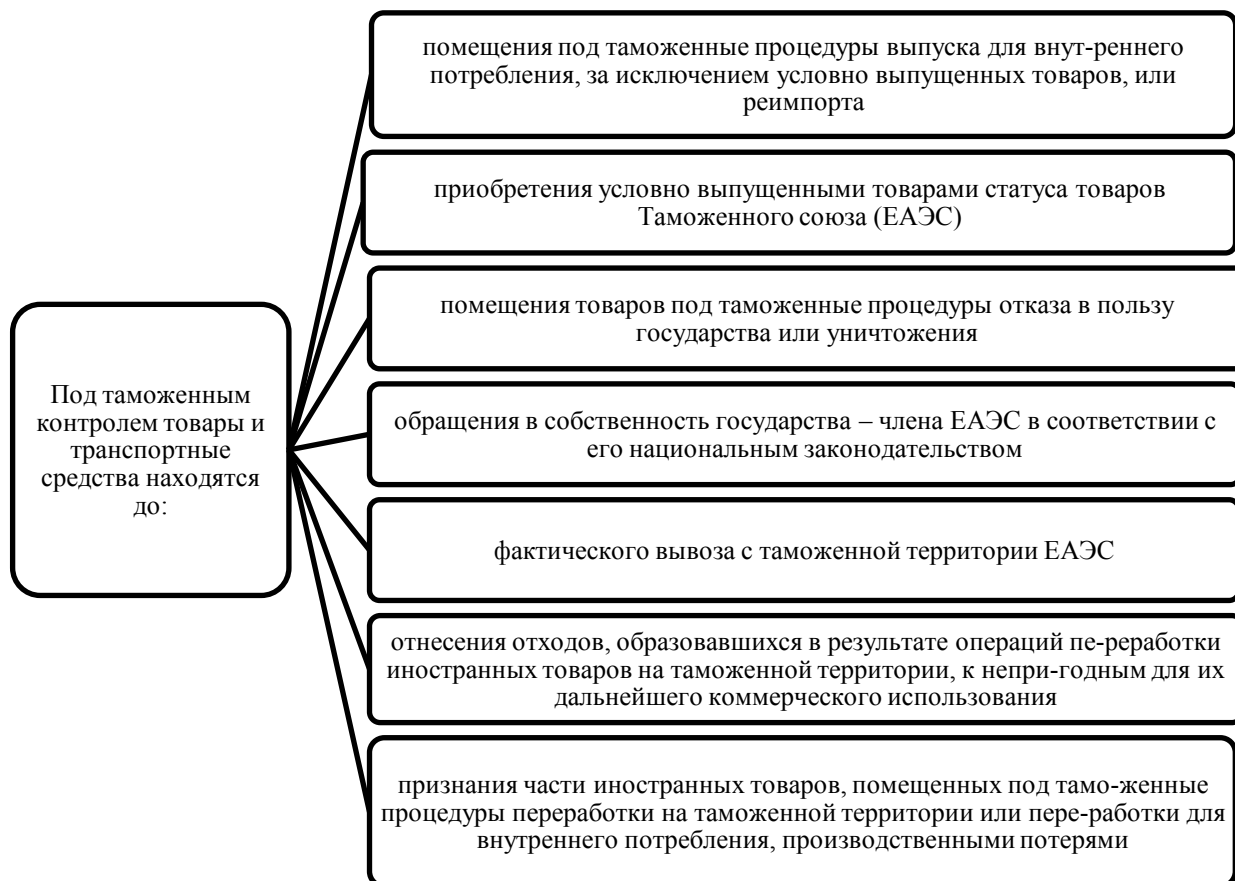 Под таможенным
контролем товары и
транспортные
средства находятся
до:
помещения под таможенные процедуры выпуска для внут-реннего
потребления, за исключением условно выпущенных товаров, или
реимпорта
приобретения условно выпущенными товарами статуса товаров
Таможенного союза (ЕАЭС)
помещения товаров под таможенные процедуры отказа в пользу
государства или уничтожения
обращения в собственность государства – члена ЕАЭС в соответствии с
его национальным законодательством
фактического вывоза с таможенной территории ЕАЭС
отнесения отходов, образовавшихся в результате операций пе-реработки
иностранных товаров на таможенной территории, к непри-годным для их
дальнейшего коммерческого использования
признания части иностранных товаров, помещенных под тамо-женные
процедуры переработки на таможенной территории или пере-работки для
внутреннего потребления, производственными потерями